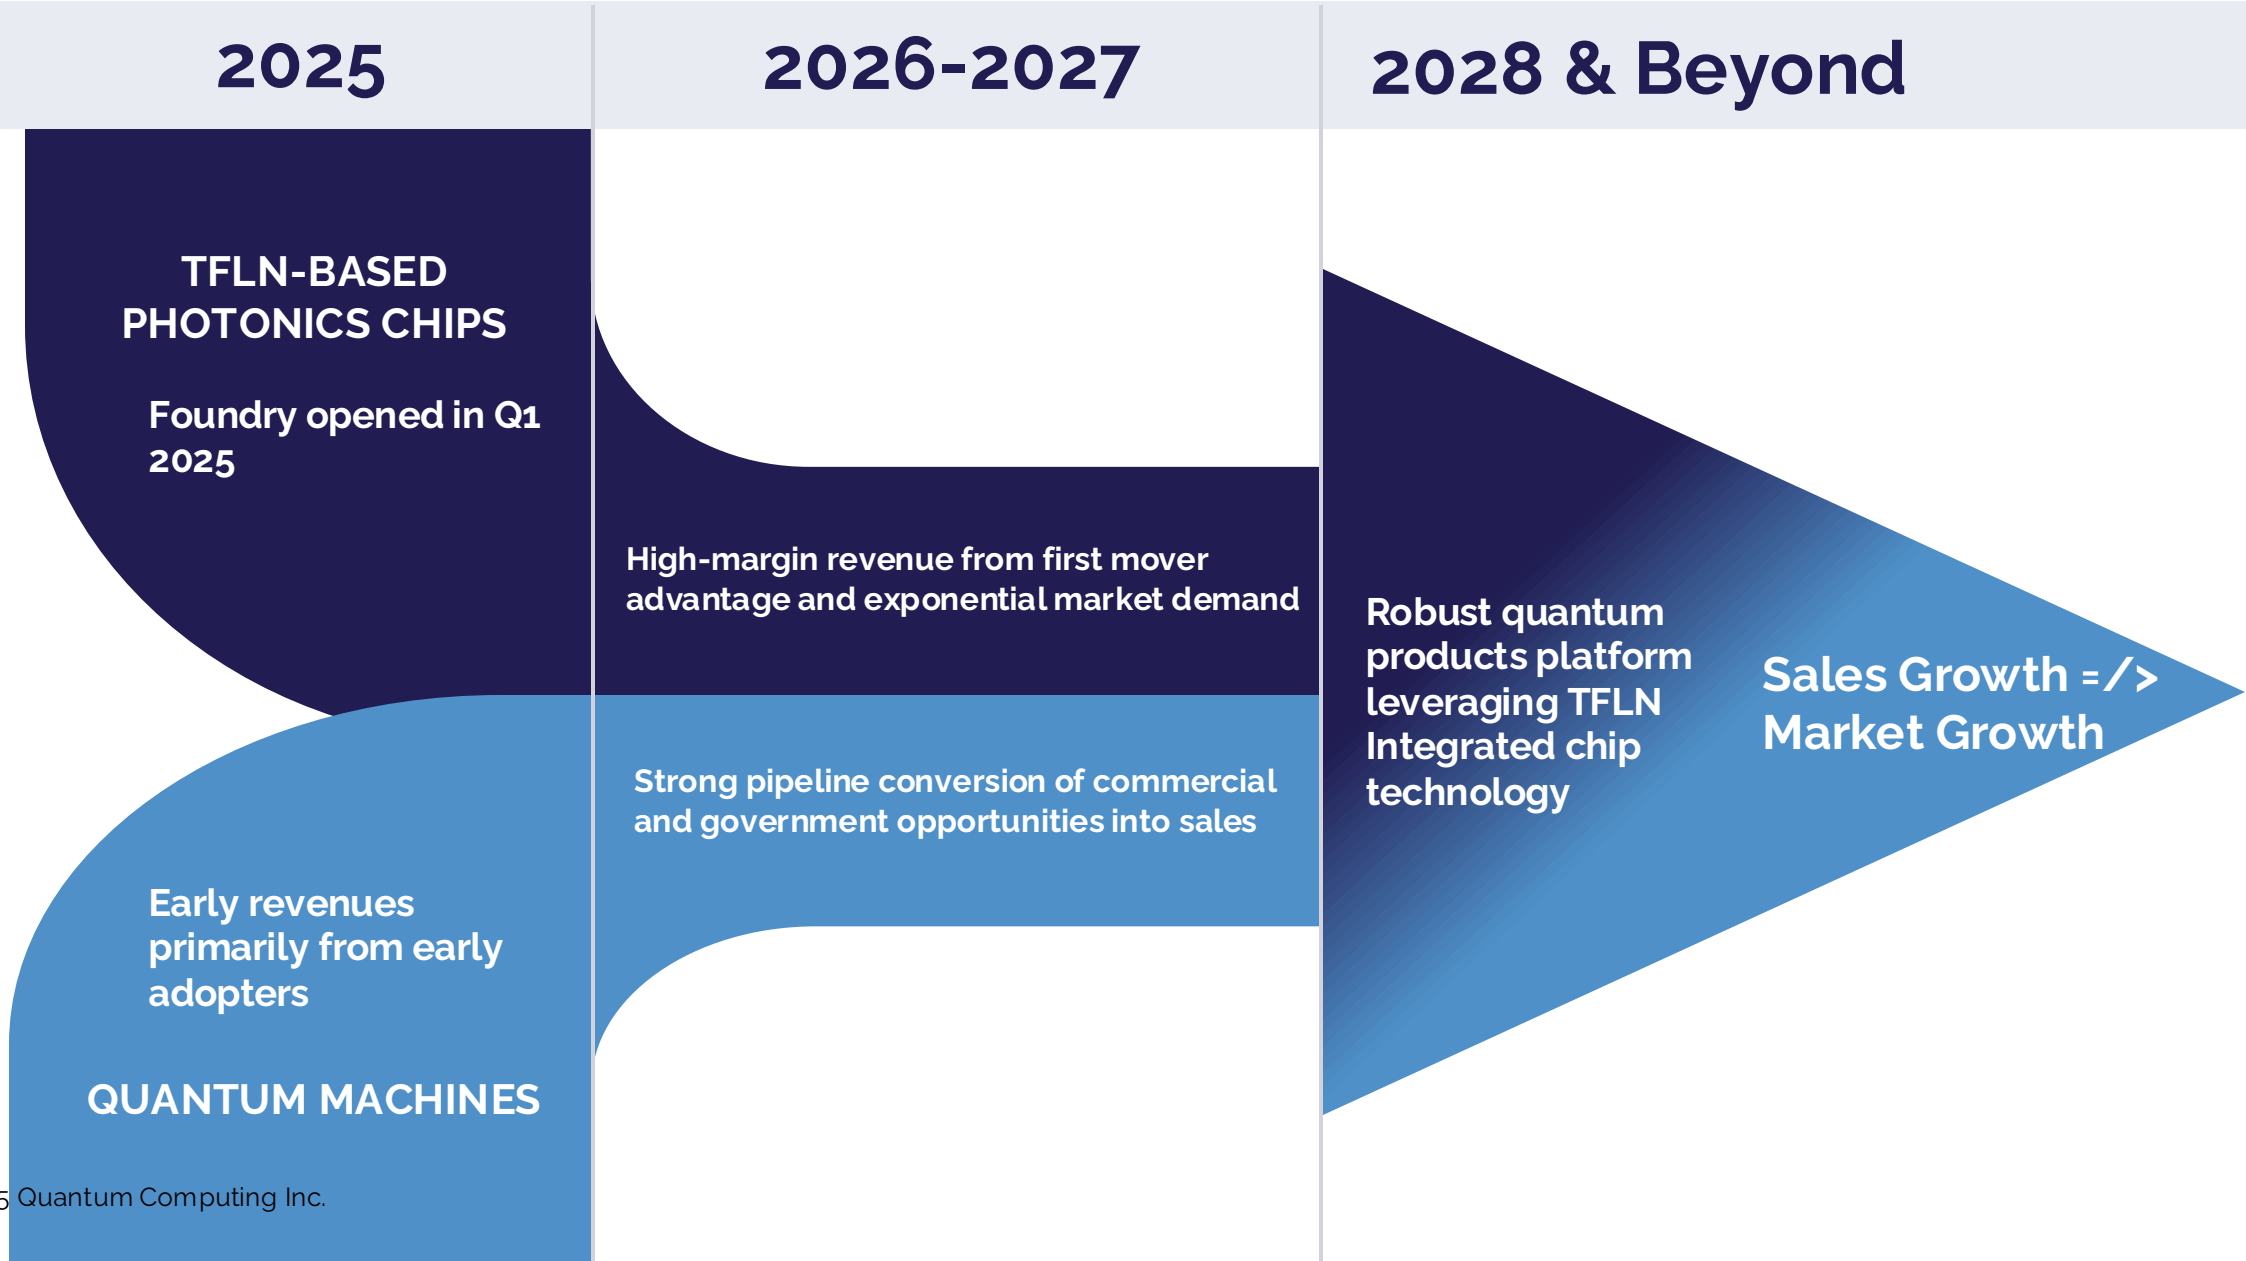 2025
2026-2027
2028 & Beyond
TFLN-BASED
PHOTONICS CHIPS
Foundry opened in Q1
2025
High-margin revenue from first mover
advantage and exponential market demand
Strong pipeline conversion of commercial
and government opportunities into sales
Early revenues
primarily from early
adopters
QUANTUM MACHINES
Robust quantum
products platform
leveraging TFLN
Integrated chip
technology
Sales Growth =/>
Market Growth
5 Quantum Computing Inc.